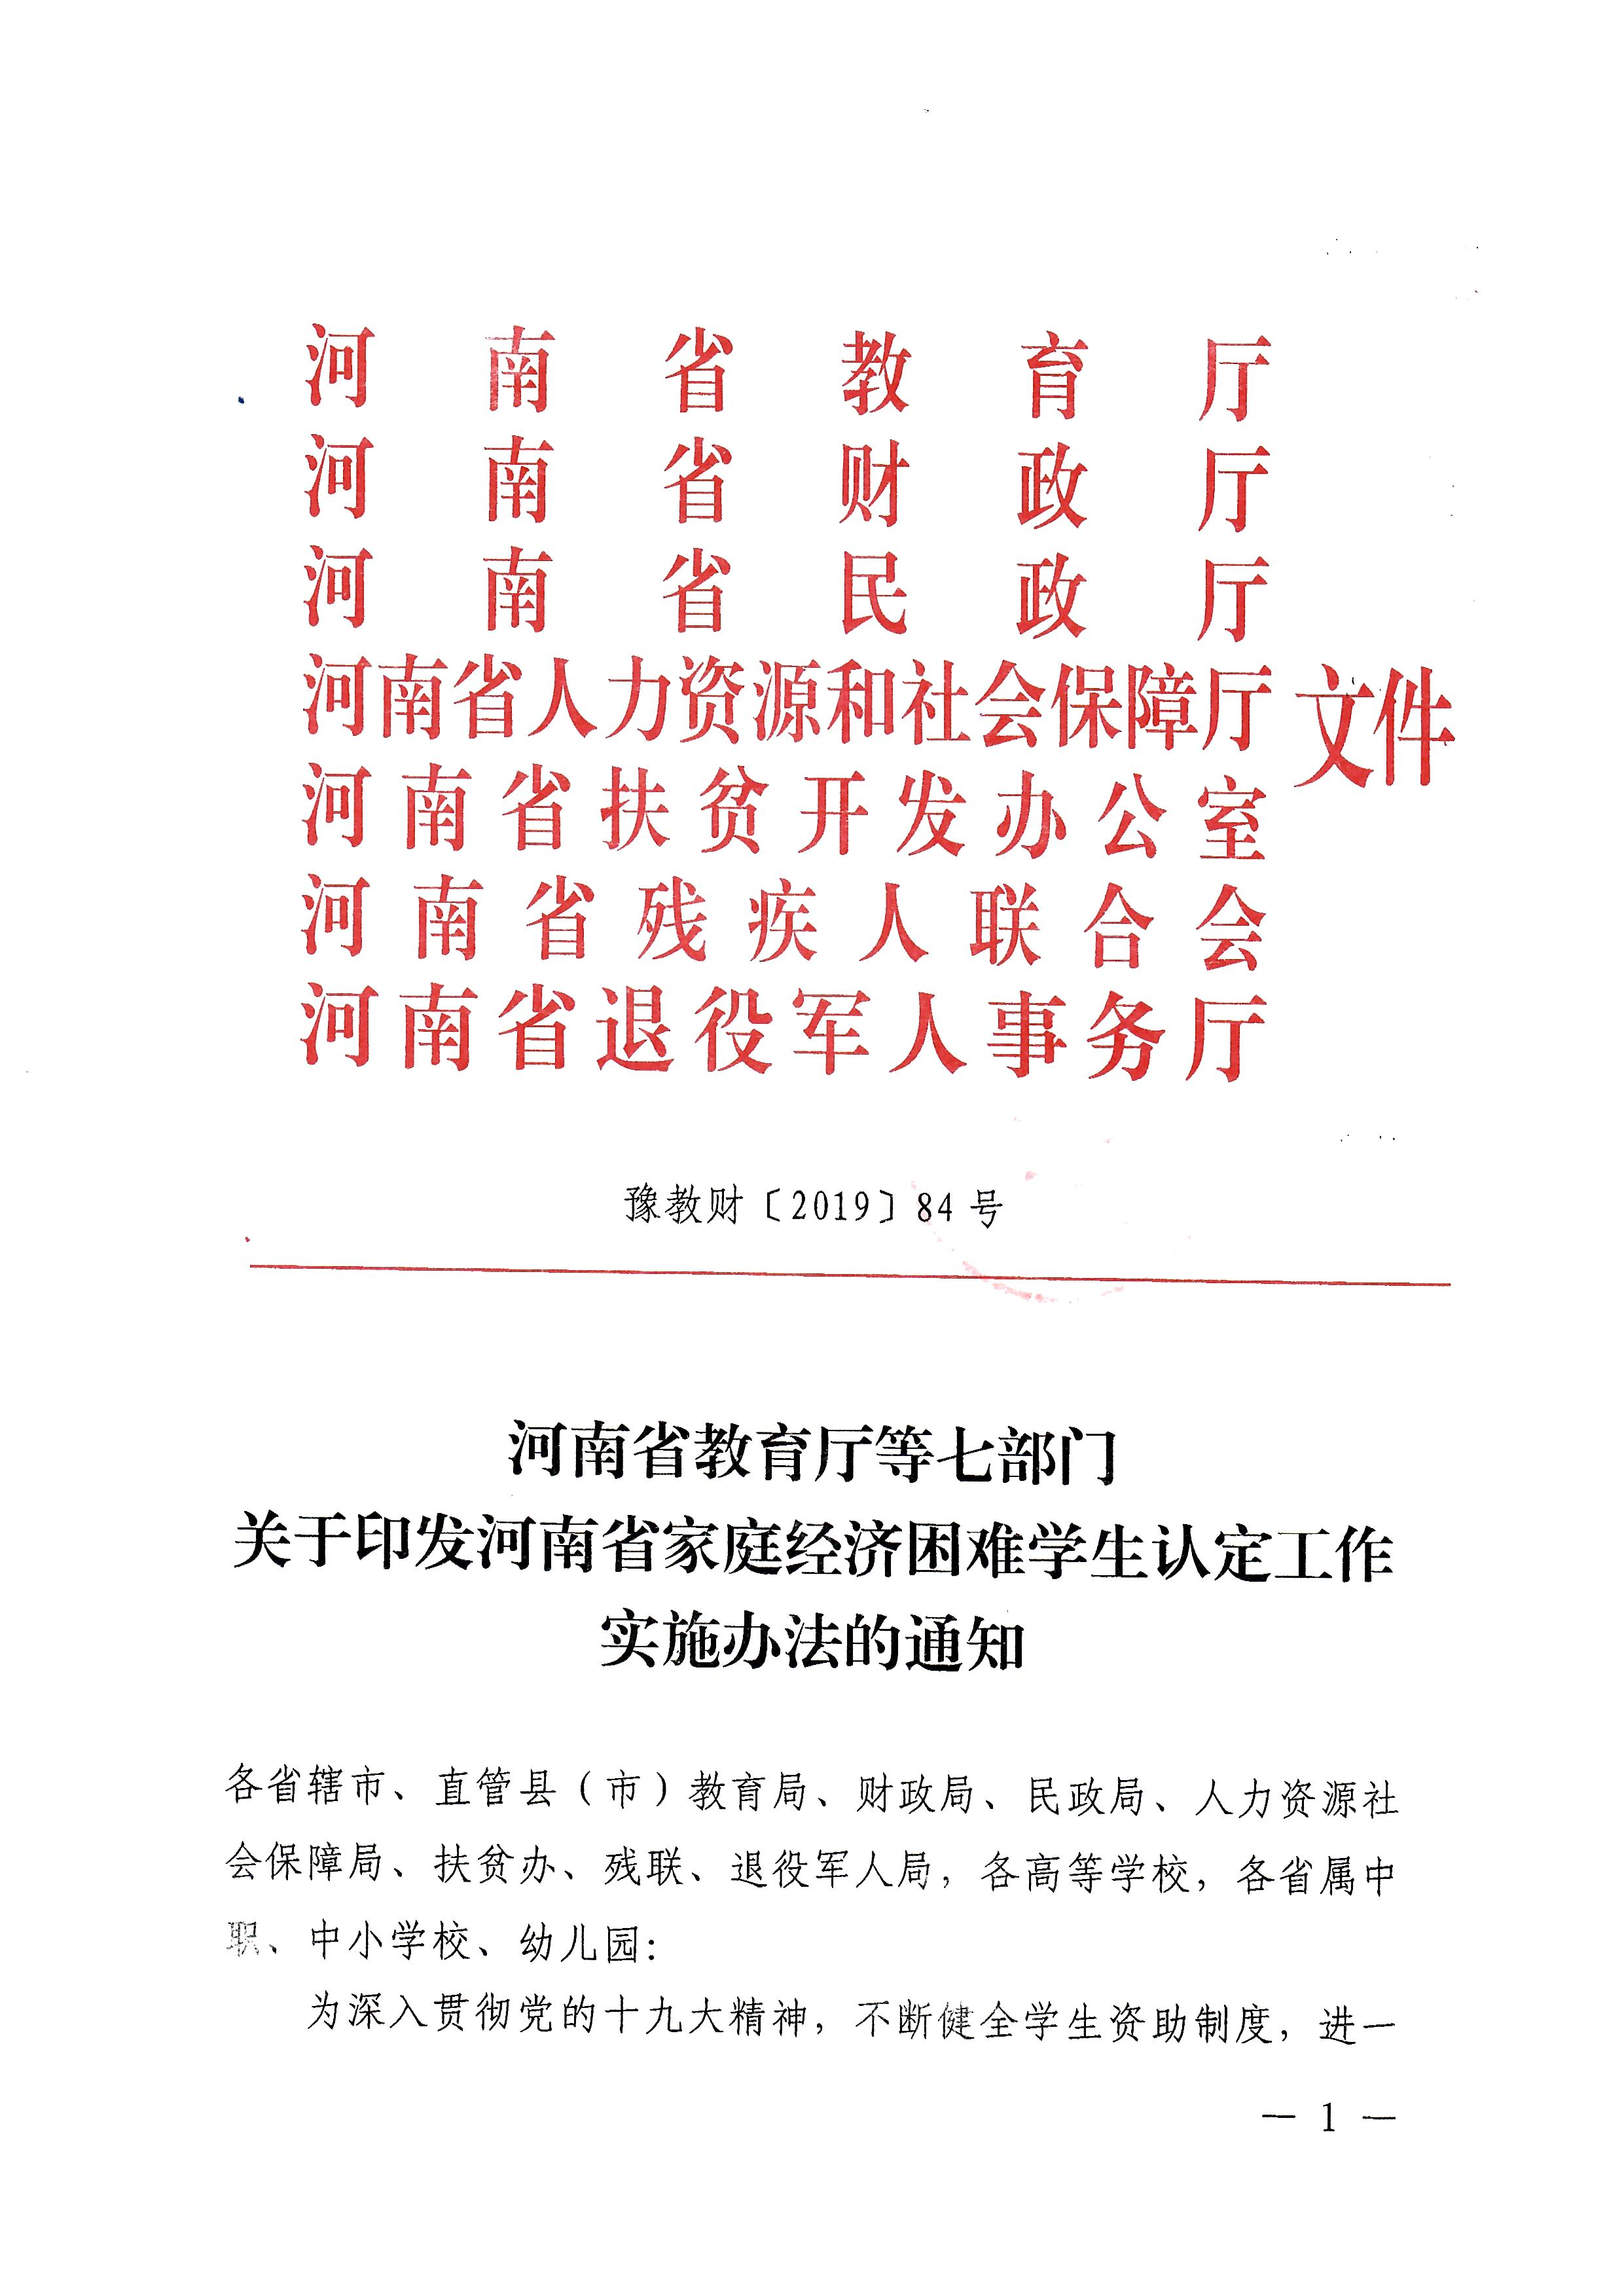 河南省教育厅
河南省财政厅
河南省民政厅
河南省人力资源和社会保障厅 文件
河南省扶贫开发办公室
河南省残疾人联合会
河南省退役军人事务厅
豫教财〔2019〕84 号
河南省教育厅等七部门
关于印发河南省家庭经济困难学生认定工作
实施办法的通知
各省辖市、直管县（市）教育局、财政局、民政局、人力资源社
会保障局、扶贫办、残联、退役军人局，各高等学校，各省属中
职、中小学校、幼儿园：
为深入贯彻党的十九大精神，不断健全学生资助制度，进一
— 1 —